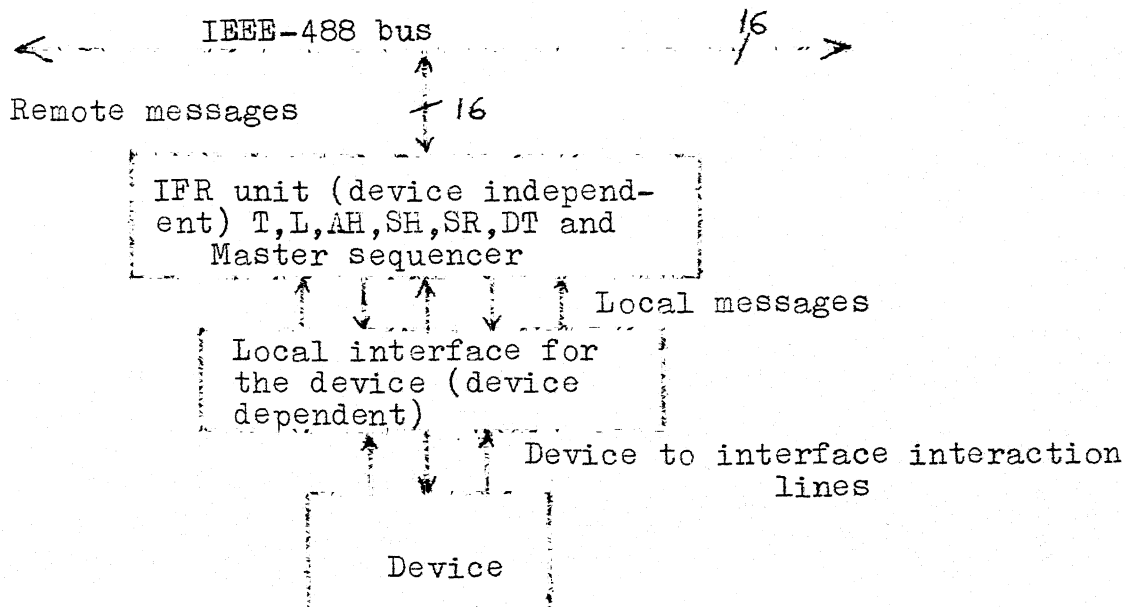 IEEE-488 bus
16
Remote messages
16
IFR unit (device independ-
ent) T,L,AH,SH,SR,DT and
Master sequencer
Local messages
Local interface for
the device (device
dependent)
Device to interface interaction
lines
Device